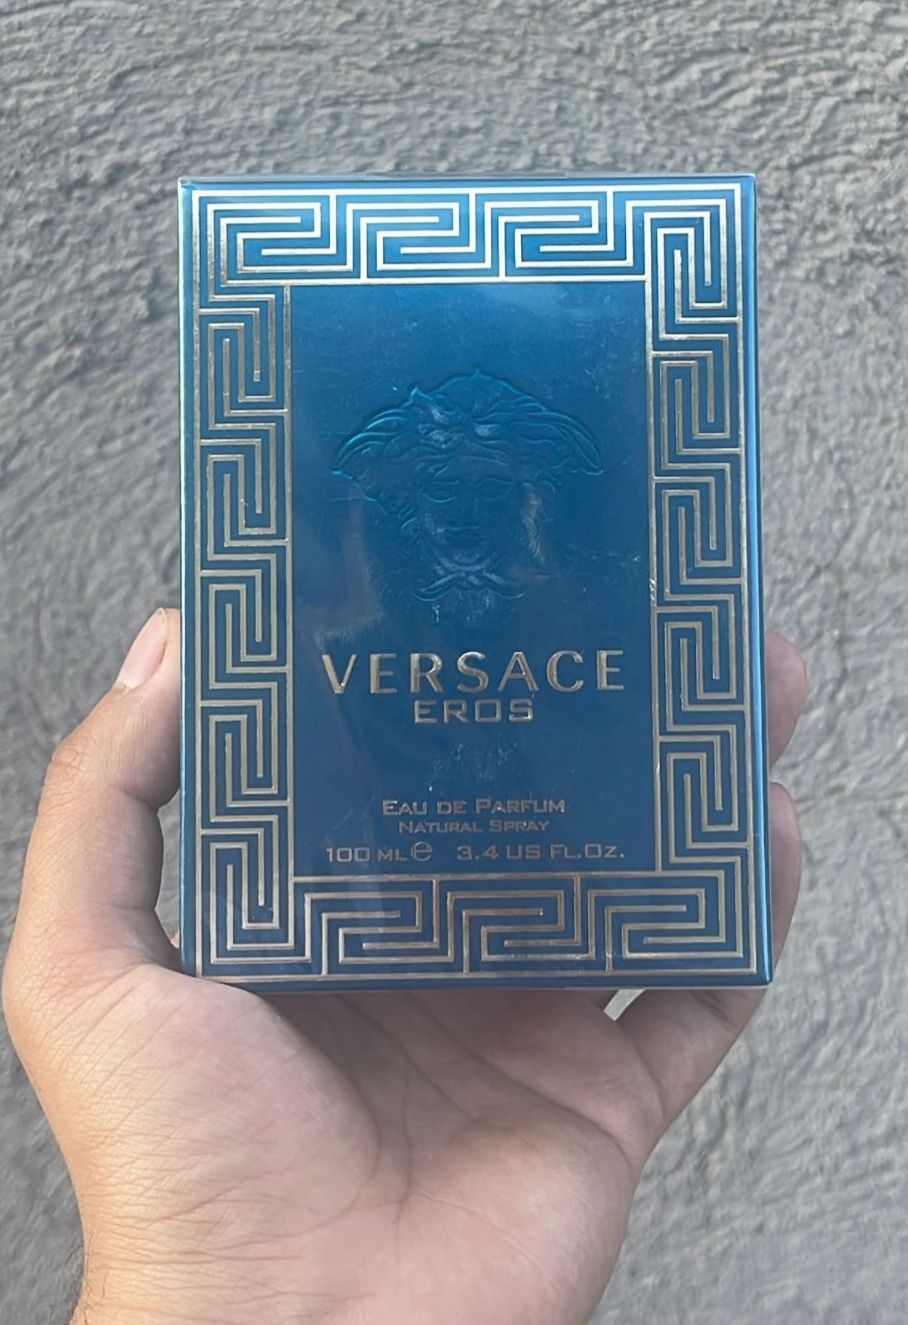 VERSACE
EROS
EAU DE PARFUM
NATURAL SPRAY
100 ML ℮ 3.4 US FL.OZ.